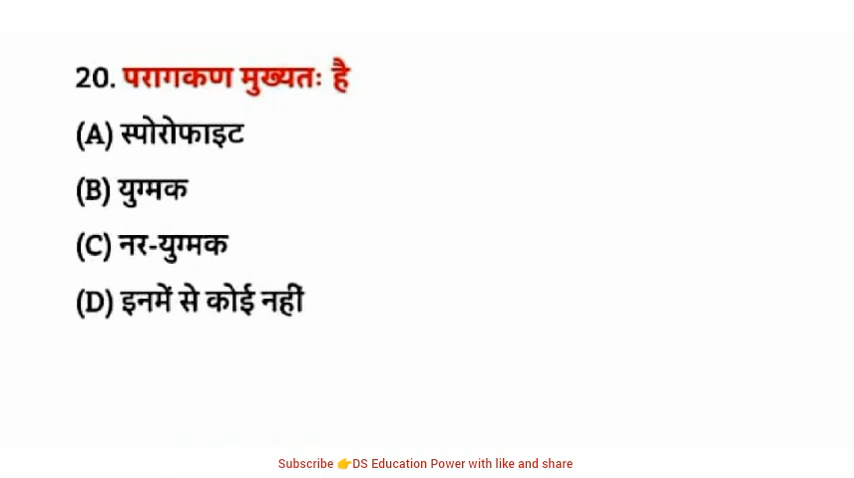 20. परागकण मुख्यतः है
(A) स्पोरोफाइट
(B) युग्मक
(C) नर-युग्मक
(D) इनमें से कोई नहीं
Subscribe 👉DS Education Power with like and share